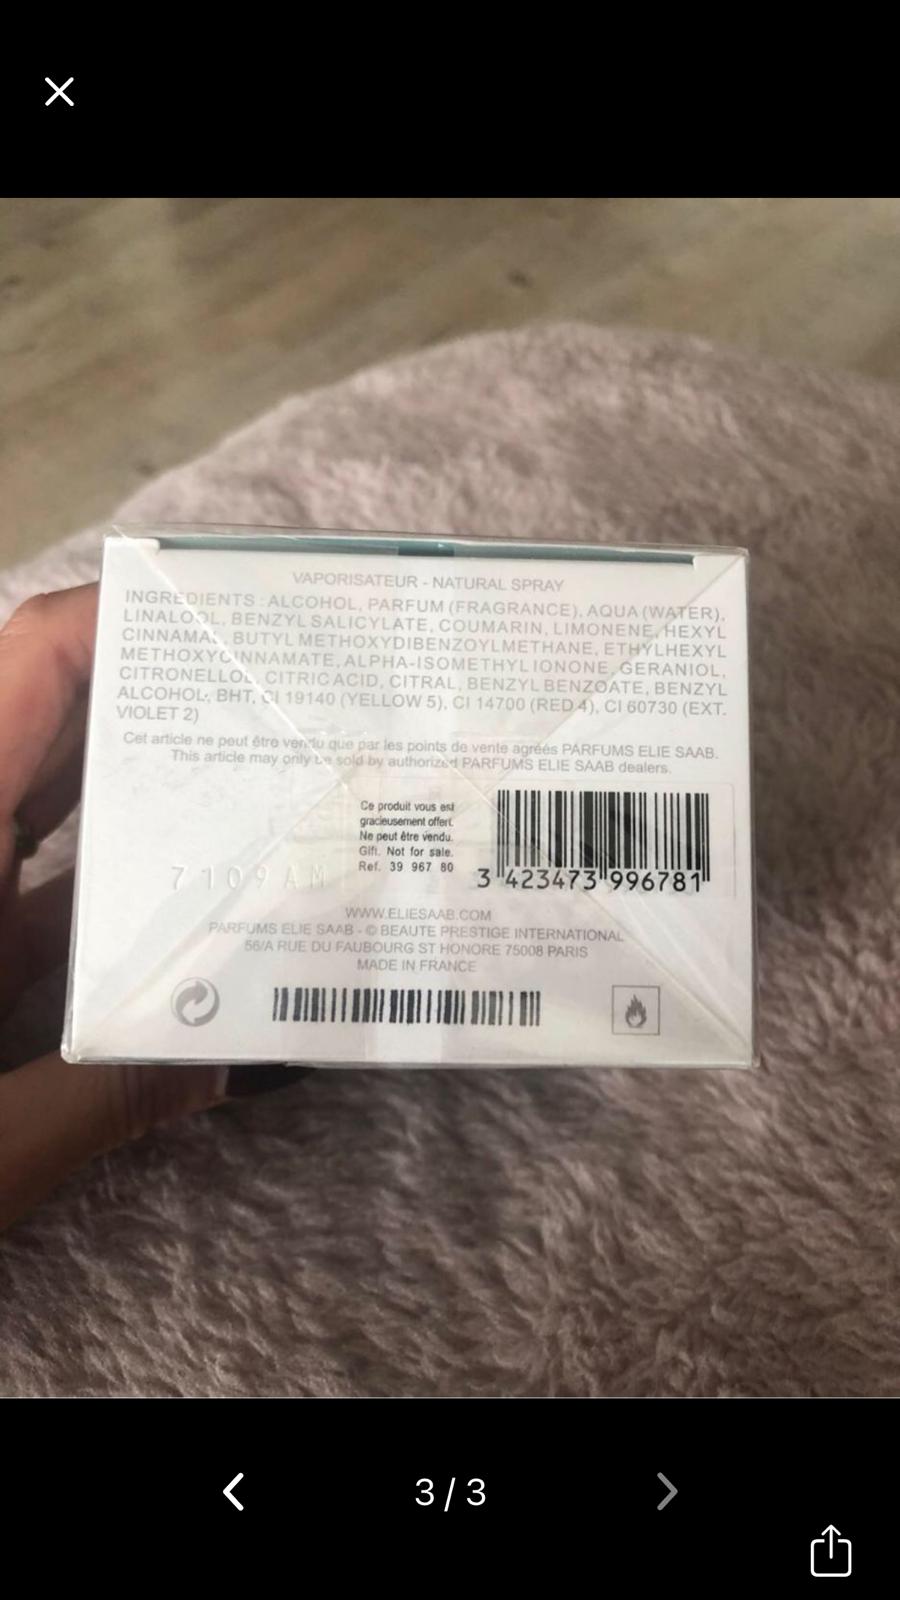 VAPORISATEUR - NATURAL SPRAY
INGREDIENTS : ALCOHOL, PARFUM (FRAGRANCE), AQUA (WATER),
LINALOOL, BENZYL SALICYLATE, COUMARIN, LIMONENE, HEXYL
CINNAMAL, BUTYL METHOXYDIBENZOYLMETHANE, ETHYLHEXYL
METHOXYCINNAMATE, ALPHA-ISOMETHYL IONONE, GERANIOL,
CITRONELLOL, CITRIC ACID, CITRAL, BENZYL BENZOATE, BENZYL
ALCOHOL, BHT, CI 19140 (YELLOW 5), CI 14700 (RED 4), CI 60730 (EXT.
VIOLET 2)
Cet article ne peut être vendu que par les points de vente agréés PARFUMS ELIE SAAB.
This article may only be sold by authorized PARFUMS ELIE SAAB dealers.
Ce produit vous est
gracieusement offert.
Ne peut être vendu.
Gift. Not for sale.
Ref. 39 967 80
3 423473 996781
7109AM
WWW.ELIESAAB.COM
PARFUMS ELIE SAAB - © BEAUTE PRESTIGE INTERNATIONAL
56/A RUE DU FAUBOURG ST HONORE 75008 PARIS
MADE IN FRANCE
3 / 3